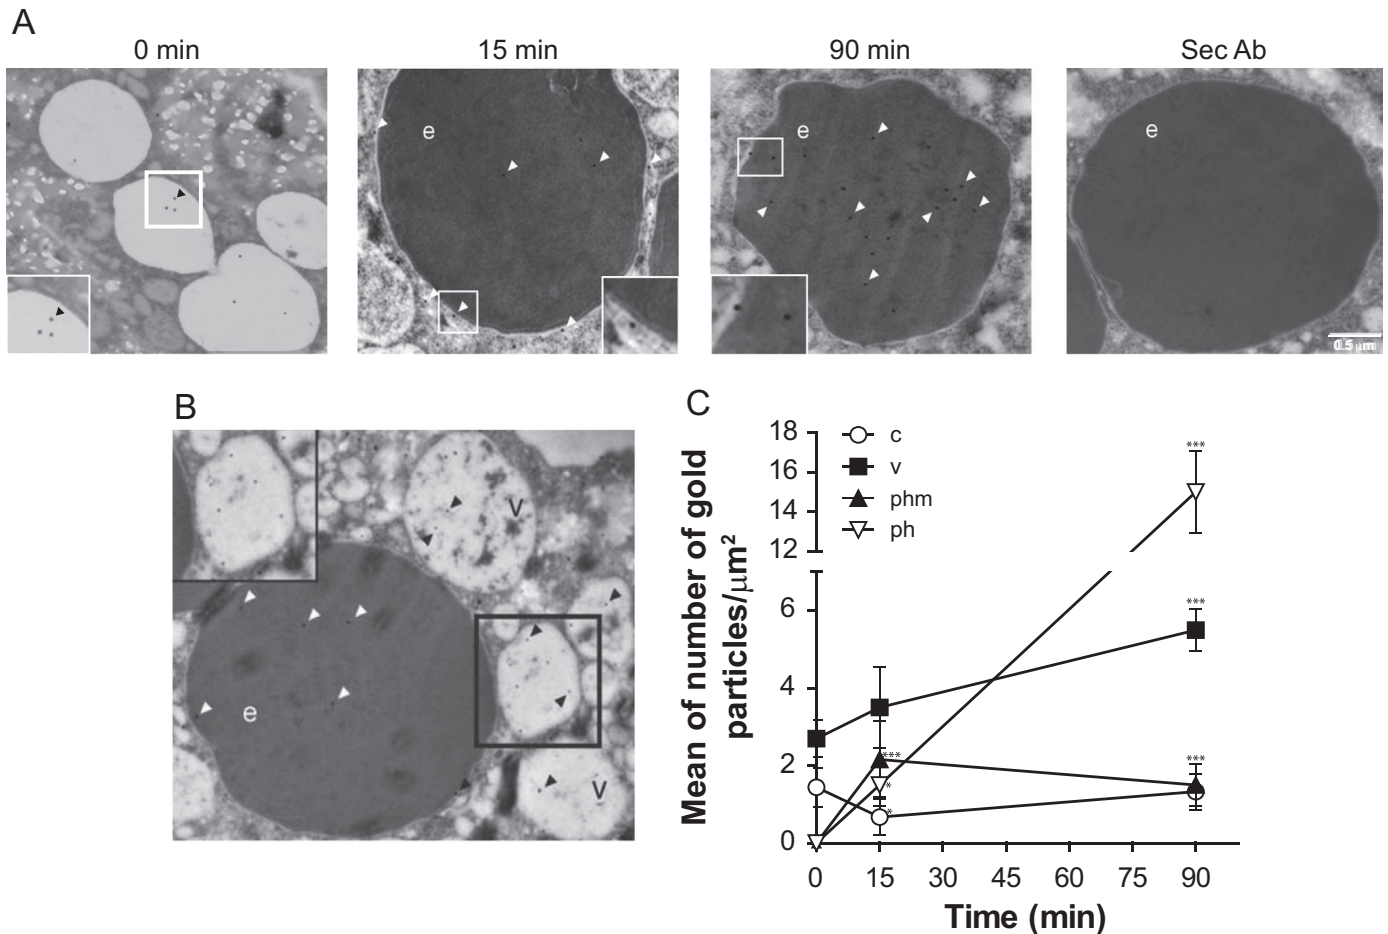 A
0 min
15 min
90 min
Sec Ab
e
e
e
0.5 μm
B
V
e
V
C
Mean of number of gold
particles/μm²
18
16
14
12
6
4
2
0
c
v
phm
ph
***
***
***
***
*
*
0
15
30
45
60
75
90
Time (min)